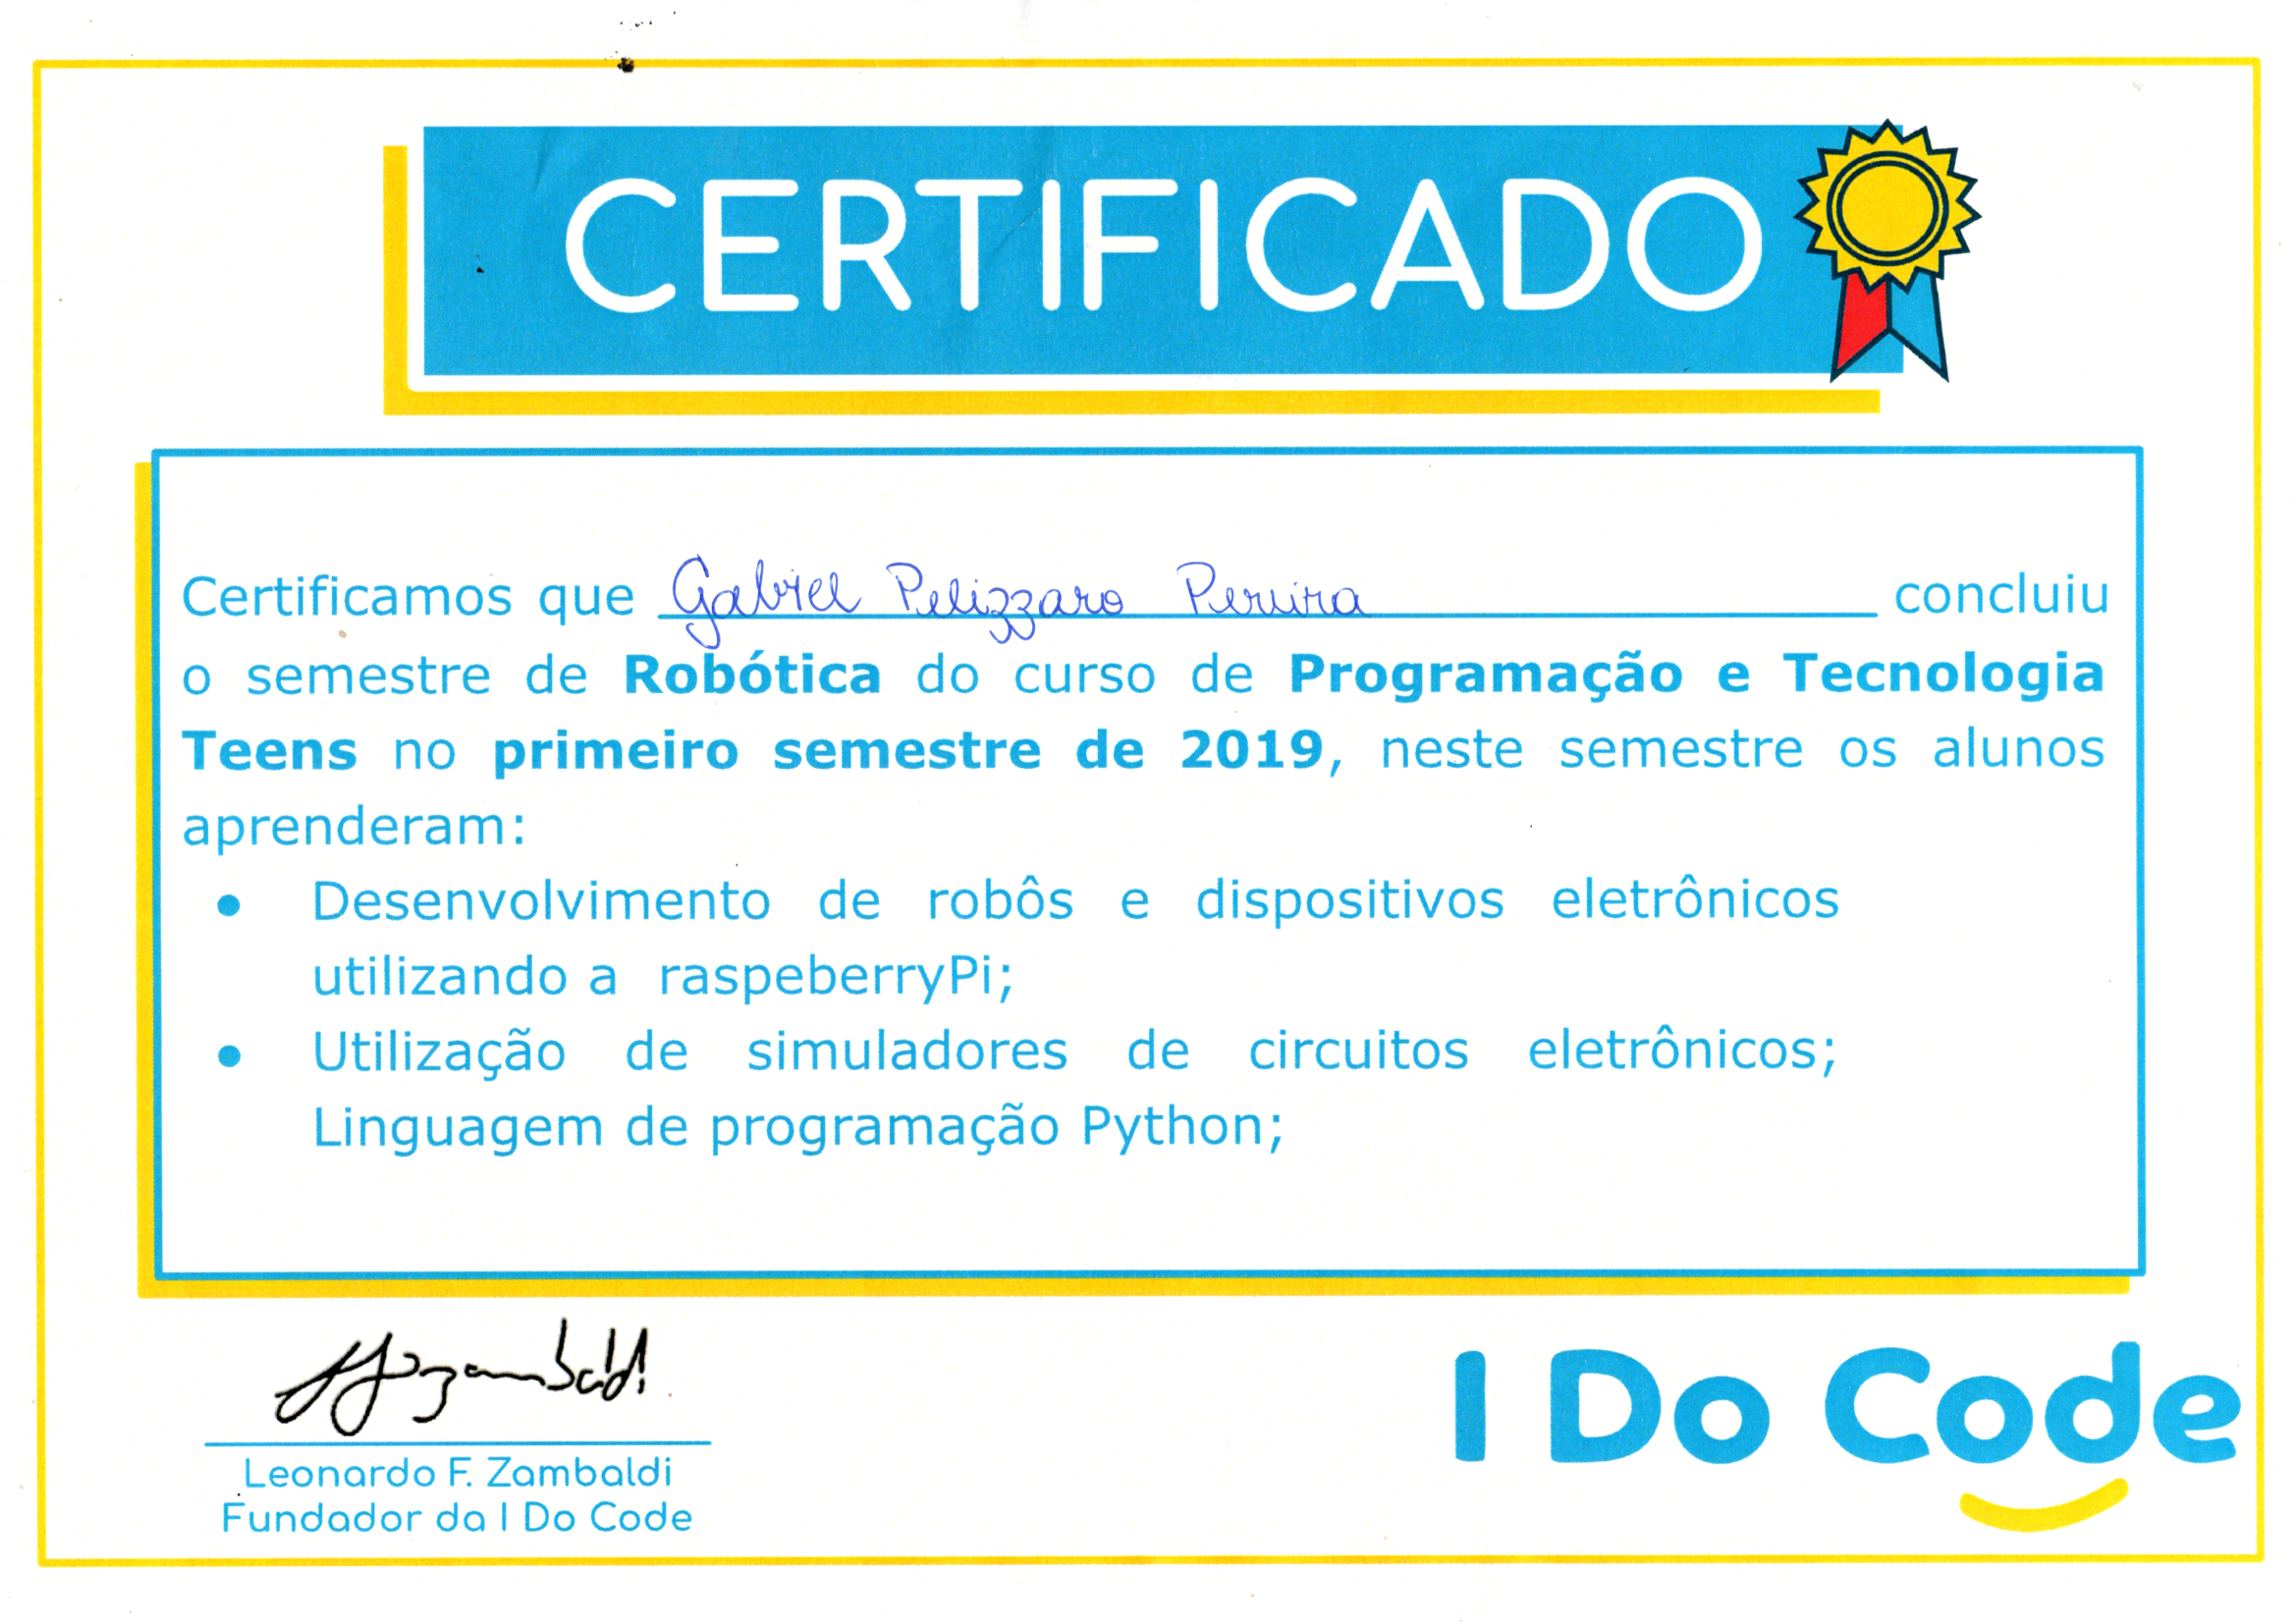 CERTIFICADO
Certificamos que Gabriel Pelizzaro Pereira concluiu
o semestre de Robótica do curso de Programação e Tecnologia
Teens no primeiro semestre de 2019, neste semestre os alunos
aprenderam:
• Desenvolvimento de robôs e dispositivos eletrônicos
utilizando a raspeberryPi;
• Utilização de simuladores de circuitos eletrônicos;
Linguagem de programação Python;
Leonardo F. Zambaldi
Fundador da I Do Code
I Do Code